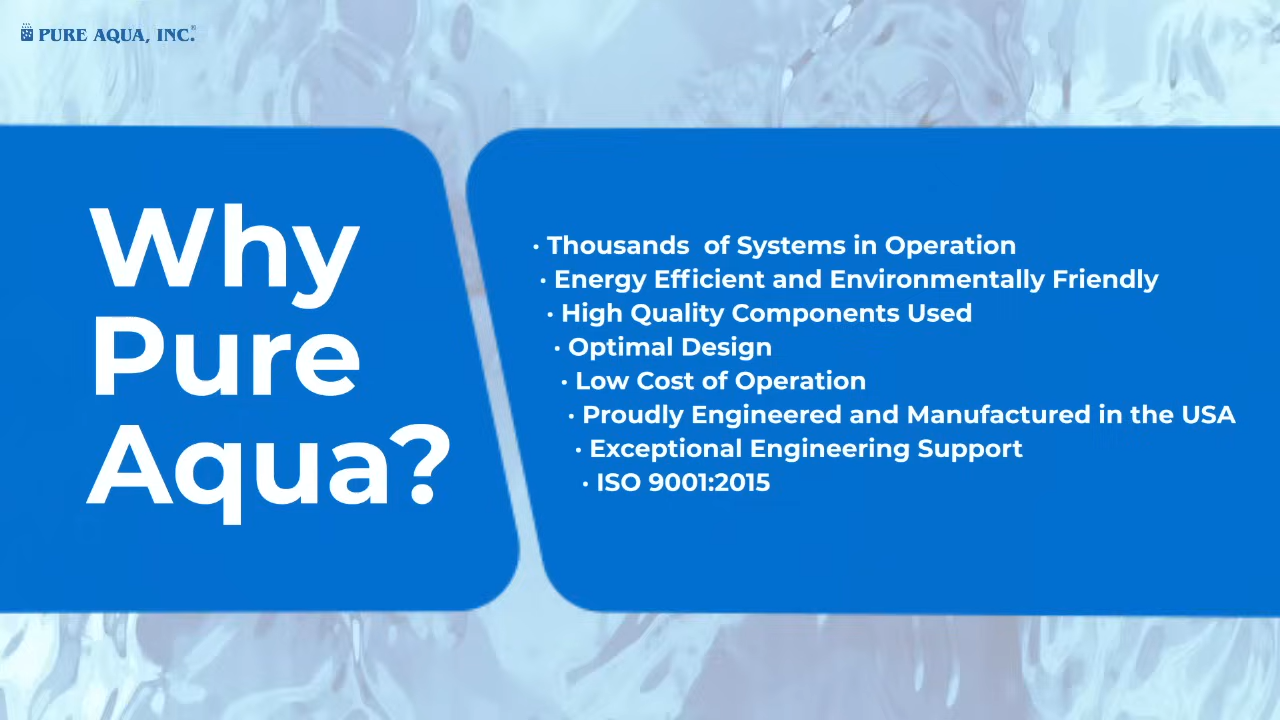 PURE AQUA, INC.®
Why
Pure
Aqua?
• Thousands  of Systems in Operation
• Energy Efficient and Environmentally Friendly
• High Quality Components Used
• Optimal Design
• Low Cost of Operation
• Proudly Engineered and Manufactured in the USA
• Exceptional Engineering Support
• ISO 9001:2015